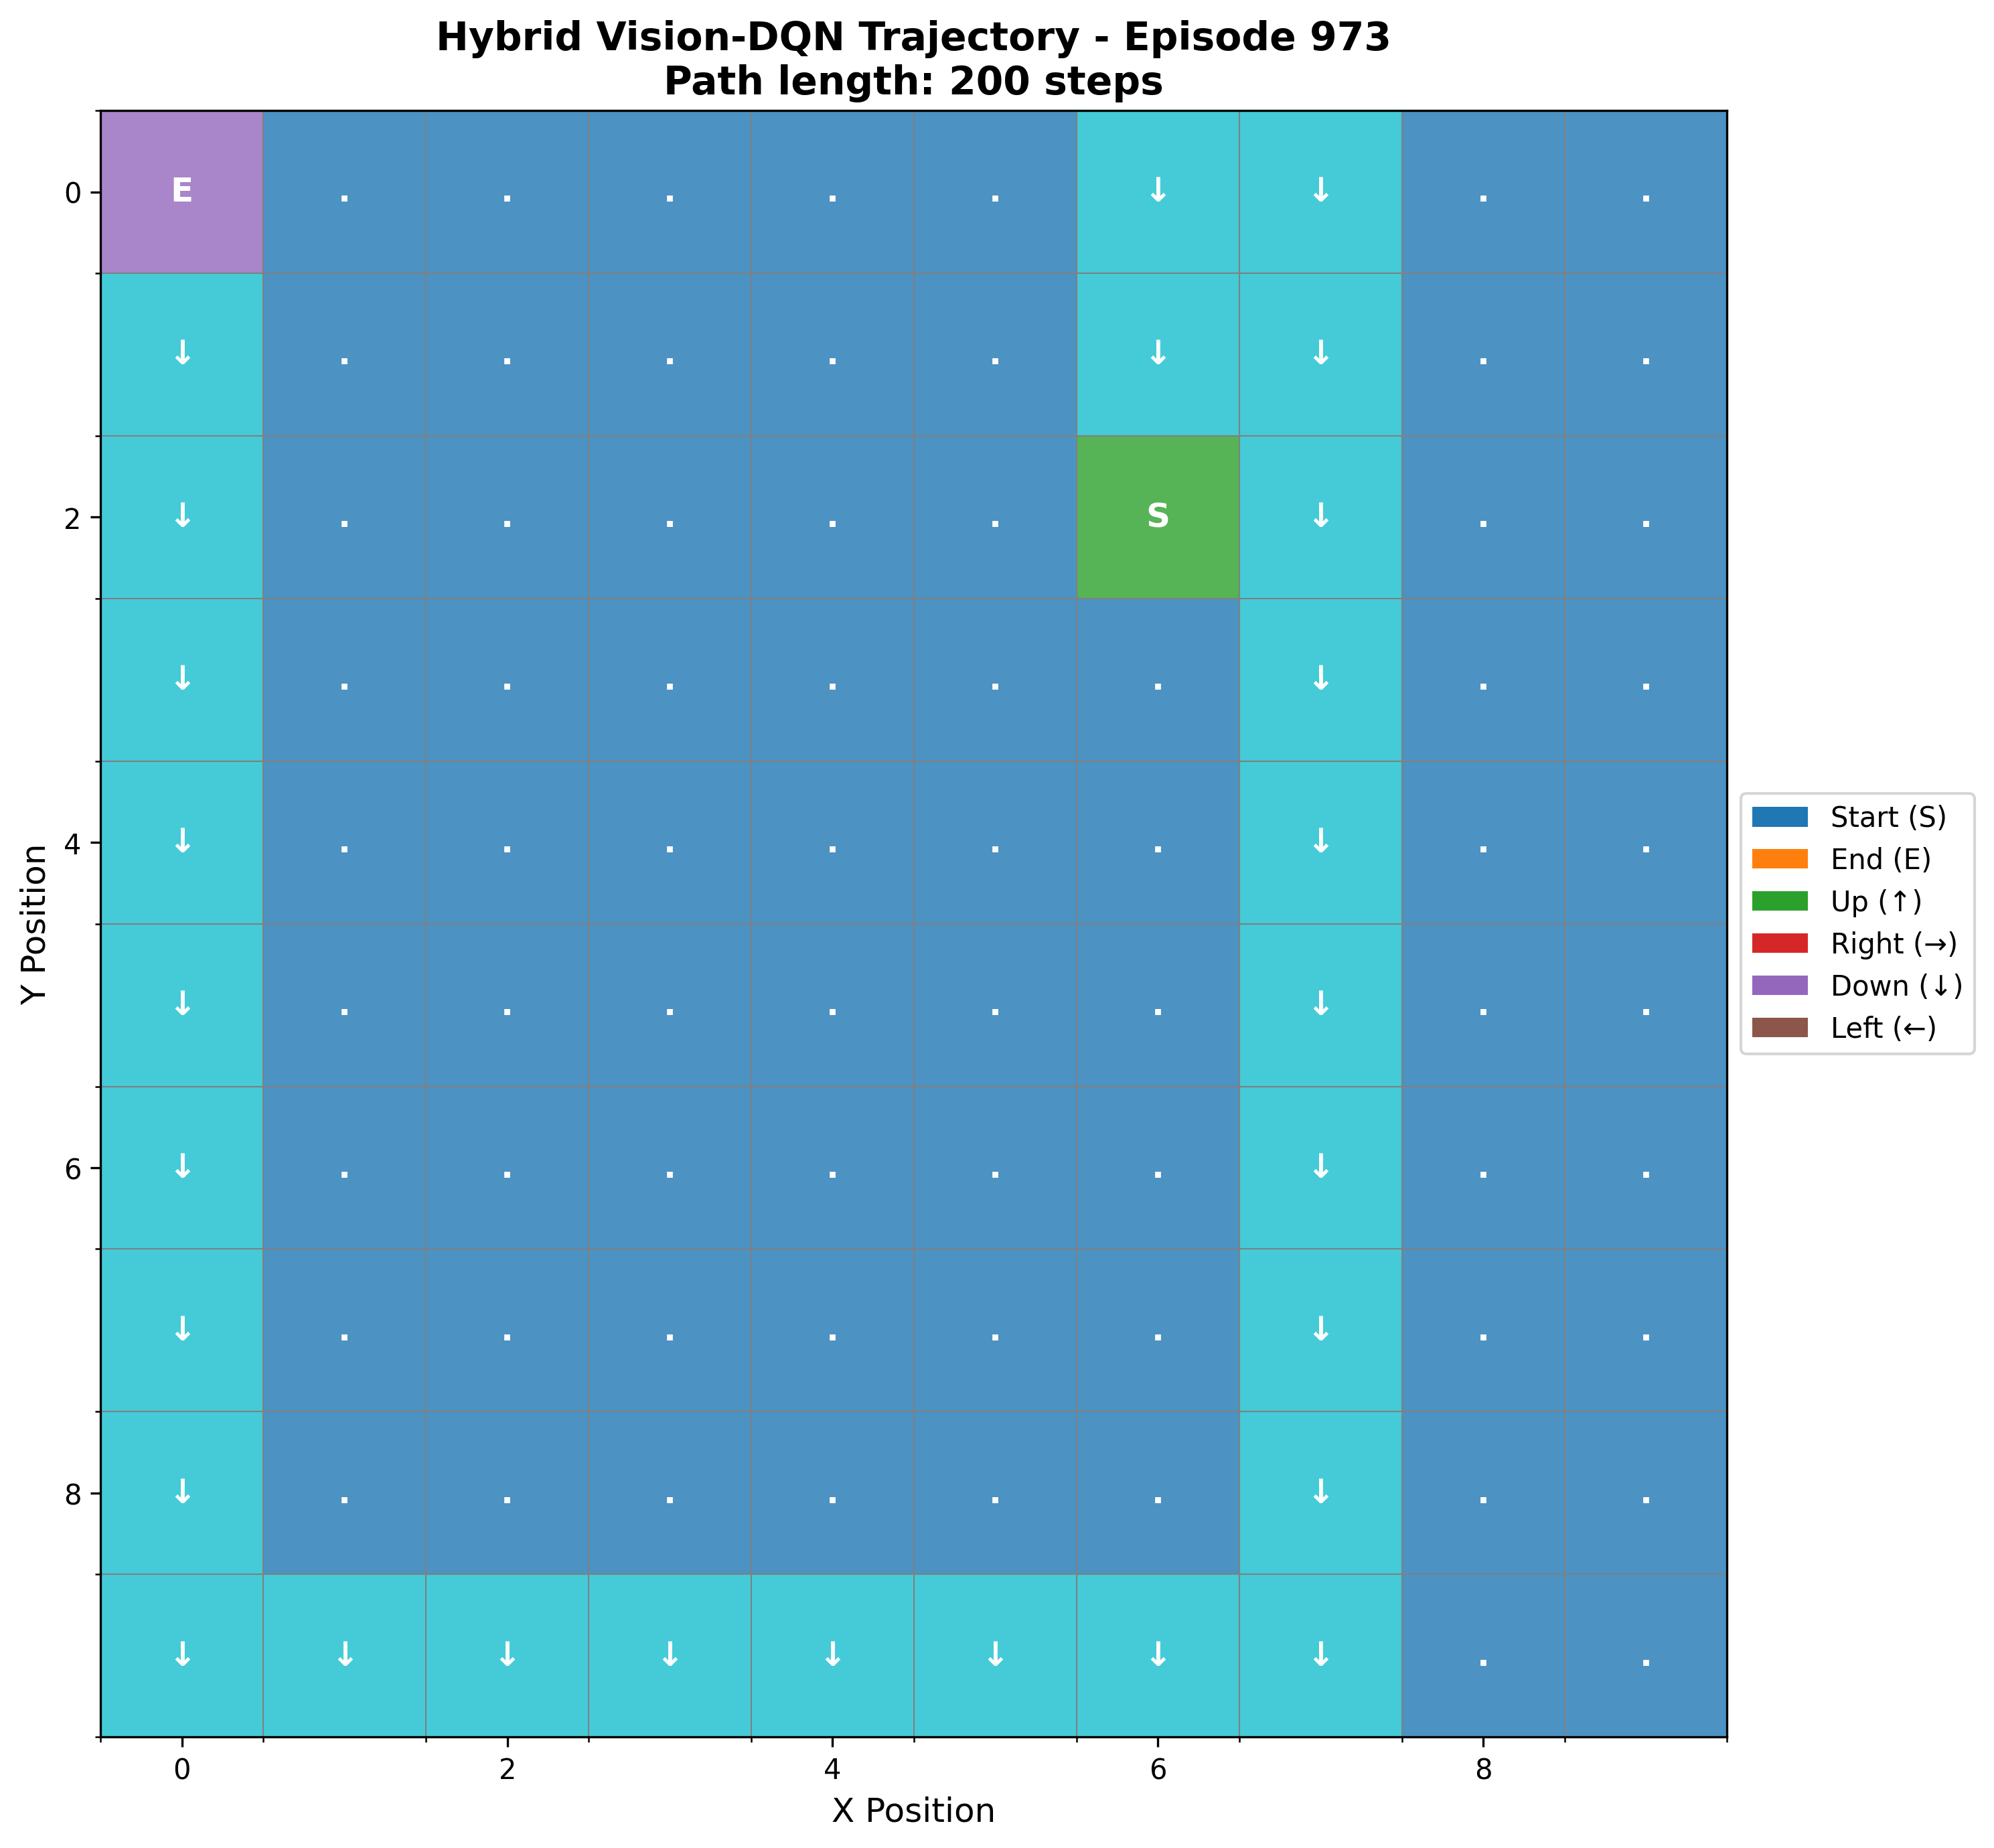 Hybrid Vision-DQN Trajectory - Episode 973
Path length: 200 steps
0 E . . . . . ↓ ↓ . .
↓ . . . . . ↓ ↓ . .
2 ↓ . . . . . S ↓ . .
↓ . . . . . . ↓ . .
4 ↓ . . . . . . ↓ . .
↓ . . . . . . ↓ . .
6 ↓ . . . . . . ↓ . .
↓ . . . . . . ↓ . .
8 ↓ . . . . . . ↓ . .
↓ ↓ ↓ ↓ ↓ ↓ ↓ ↓ . .
0 2 4 6 8
X Position
Y Position
Start (S)
End (E)
Up (↑)
Right (→)
Down (↓)
Left (←)